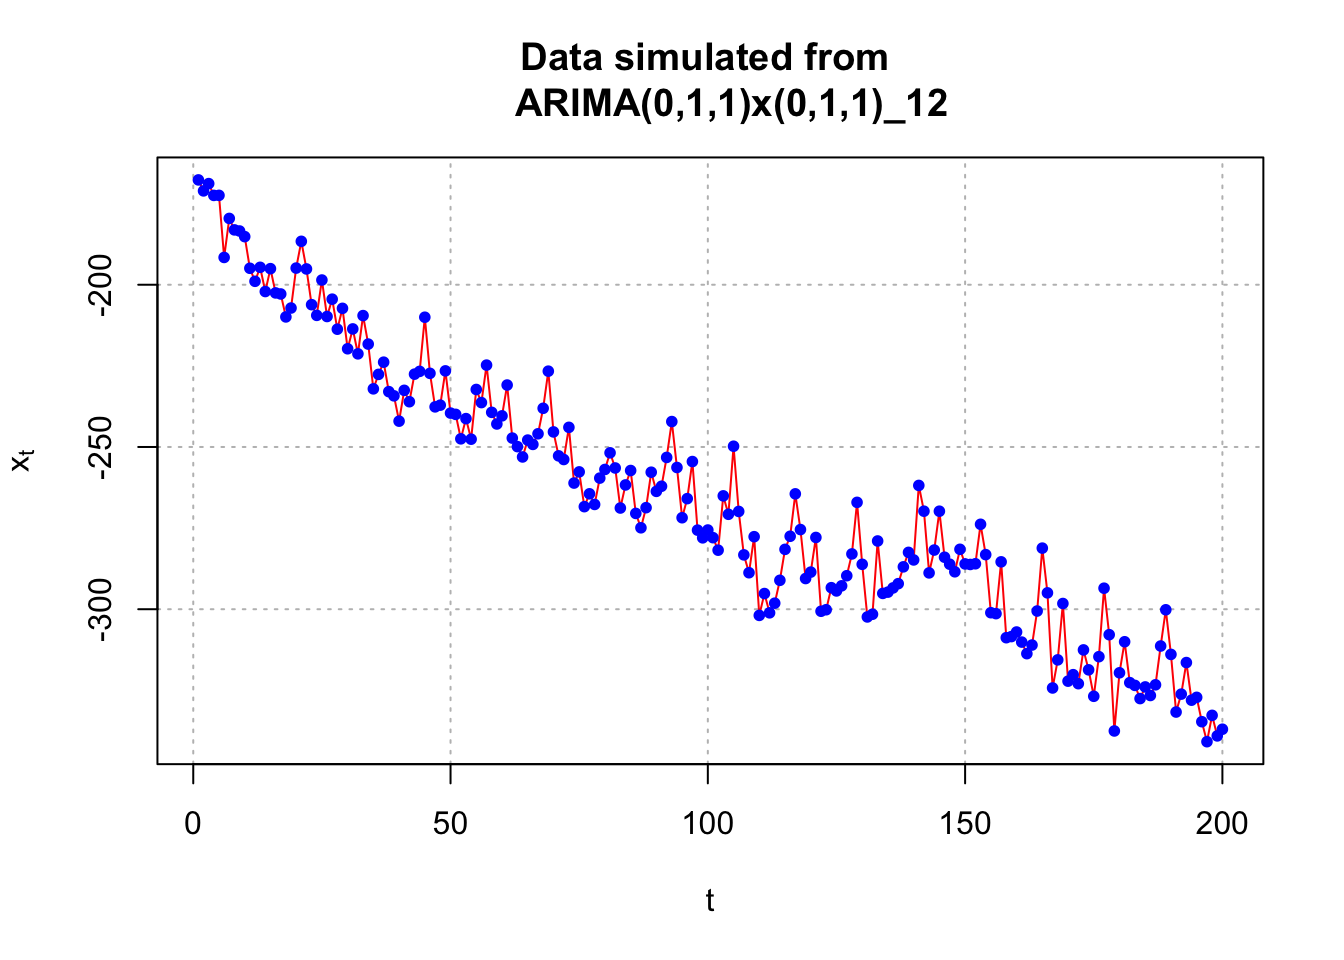 Data simulated from
ARIMA(0,1,1)x(0,1,1)_12
-200
-250
-300
xt
0 50 100 150 200
t